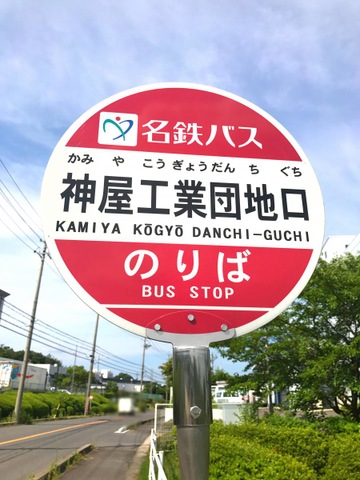 名鉄バス
かみ や こうぎょうだん ち ぐち
神屋工業団地口
KAMIYA KŌGYŌ DANCHI-GUCHI
のりば
BUS STOP